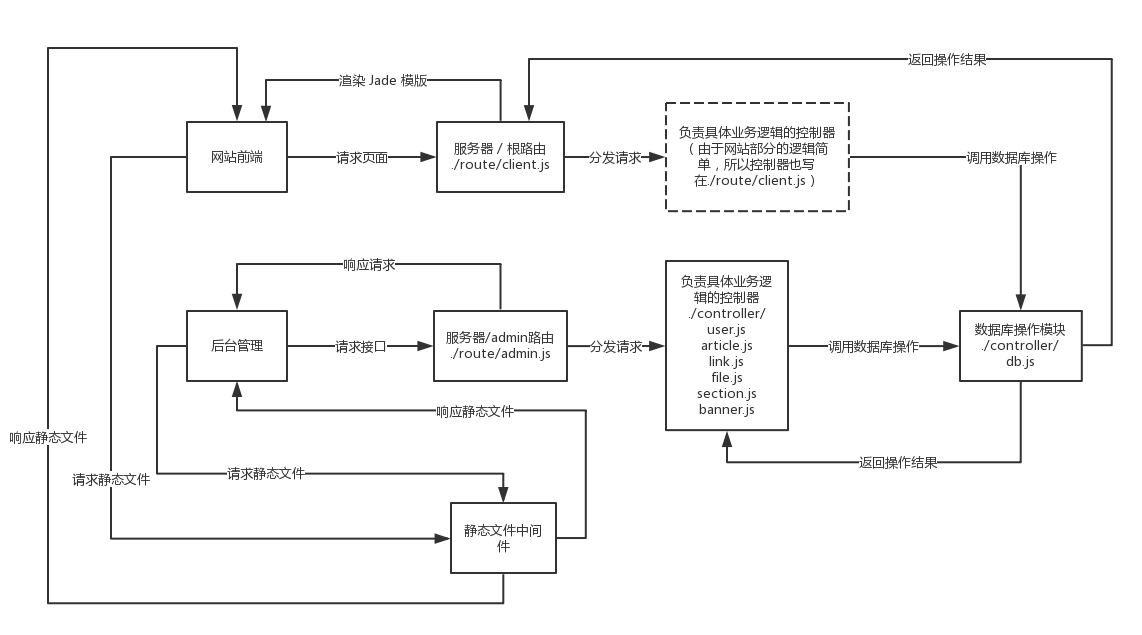 返回操作结果
渲染 Jade 模版
网站前端
请求页面
服务器 / 根路由
./route/client.js
分发请求
负责具体业务逻辑的控制器
（由于网站部分的逻辑简
单，所以控制器也写
在./route/client.js）
调用数据库操作
响应请求
后台管理
请求接口
服务器/admin路由
./route/admin.js
分发请求
负责具体业务逻
辑的控制器
./controller/
user.js
article.js
link.js
file.js
section.js
banner.js
调用数据库操作
数据库操作模块
./controller/
db.js
响应静态文件
响应静态文件
返回操作结果
请求静态文件
请求静态文件
静态文件中间
件